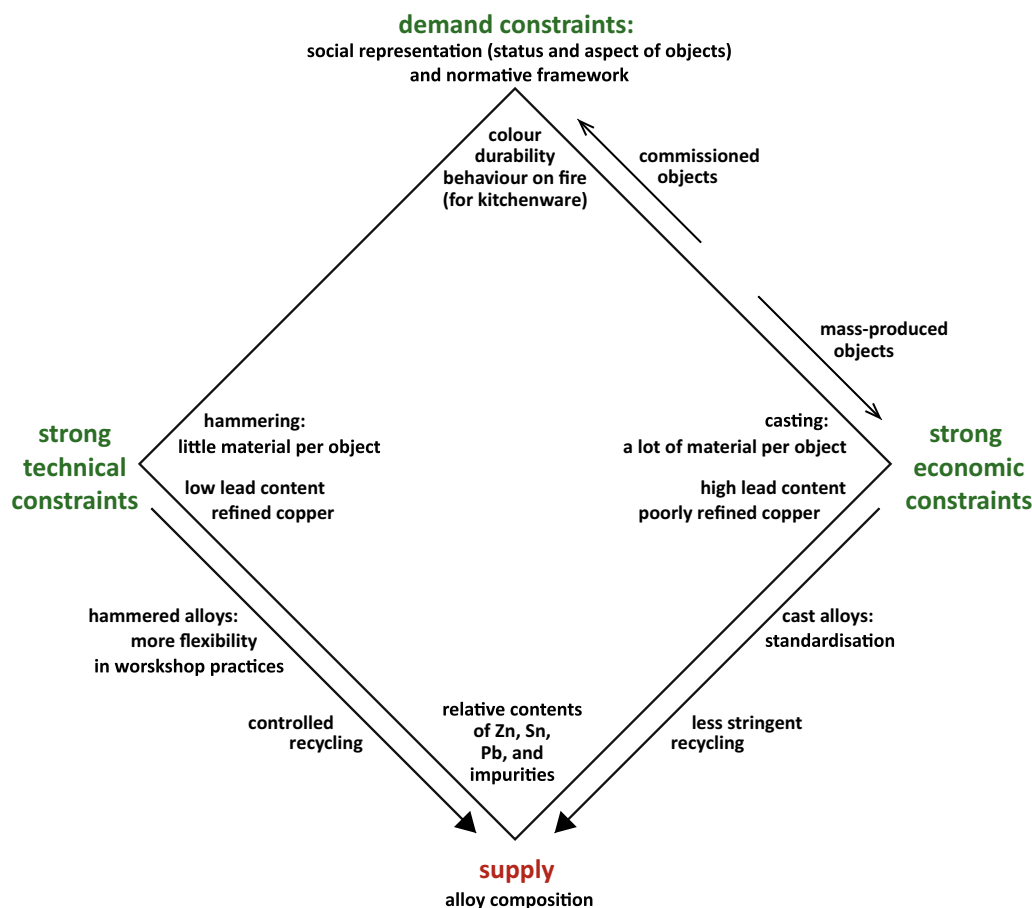 demand constraints:
social representation (status and aspect of objects)
and normative framework
colour
durability
behaviour on fire
(for kitchenware)
commissioned
objects
mass-produced
objects
strong
technical
constraints
hammering:
little material per object
low lead content
refined copper
casting:
a lot of material per object
high lead content
poorly refined copper
strong
economic
constraints
hammered alloys:
more flexibility
in worskshop practices
controlled
recycling
cast alloys:
standardisation
less stringent
recycling
relative contents
of Zn, Sn,
Pb, and
impurities
supply
alloy composition